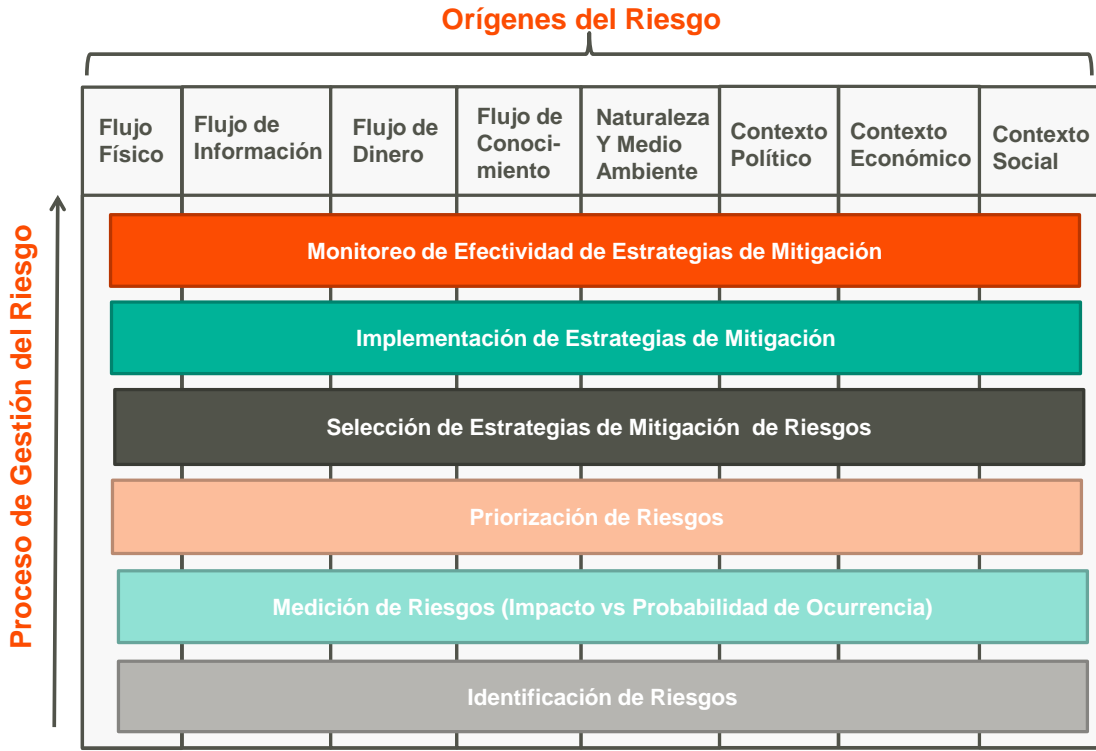 Orígenes del Riesgo
Flujo
Físico
Flujo de
Información
Flujo de
Dinero
Flujo de
Conoci-
miento
Naturaleza
Y Medio
Ambiente
Contexto
Político
Contexto
Económico
Contexto
Social
Proceso de Gestión del Riesgo
Monitoreo de Efectividad de Estrategias de Mitigación
Implementación de Estrategias de Mitigación
Selección de Estrategias de Mitigación de Riesgos
Priorización de Riesgos
Medición de Riesgos (Impacto vs Probabilidad de Ocurrencia)
Identificación de Riesgos